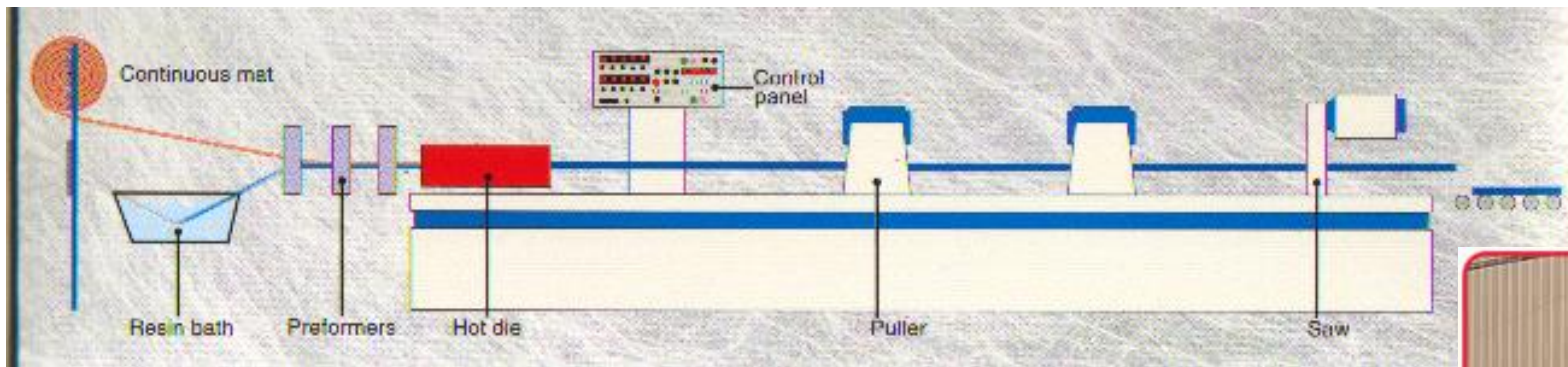 Continuous mat
Control
panel
Resin bath
Preformers
Hot die
Puller
Saw